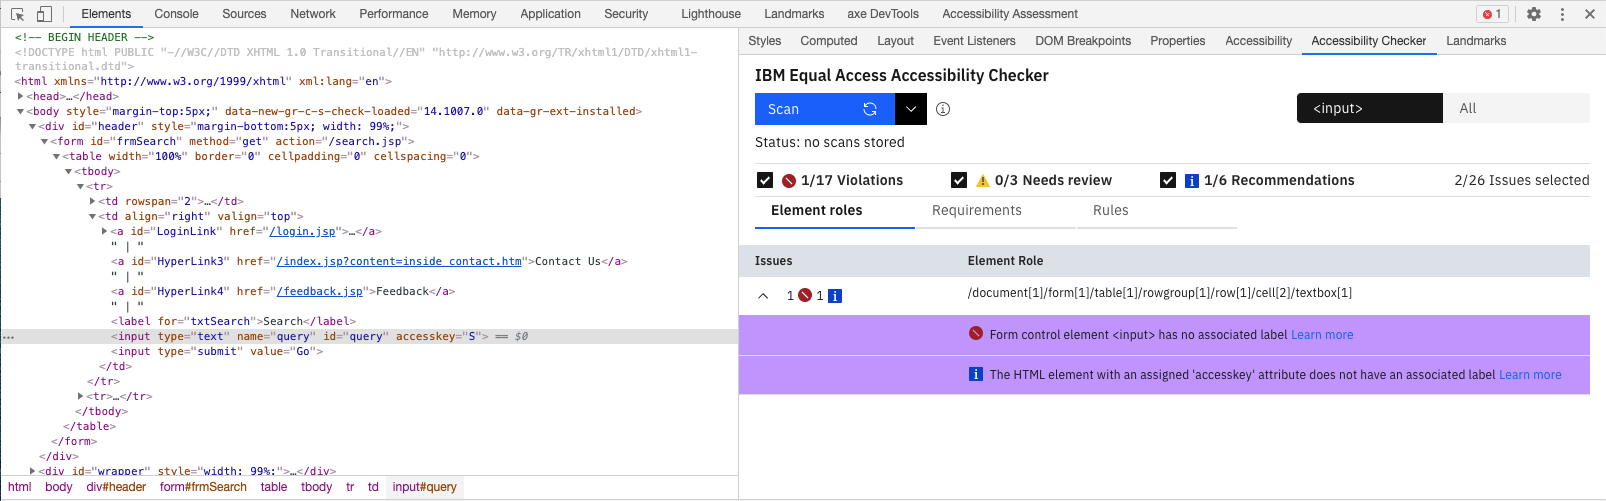 Elements Console Sources Network Performance Memory Application Security Lighthouse Landmarks axe DevTools Accessibility Assessment 1
<!-- BEGIN HEADER -->
<!DOCTYPE html PUBLIC "-//W3C//DTD XHTML 1.0 Transitional//EN" "http://www.w3.org/TR/xhtml1/DTD/xhtml1-
transitional.dtd">
<html xmlns="http://www.w3.org/1999/xhtml" xml:lang="en">
<head>…</head>
<body style="margin-top:5px;" data-new-gr-c-s-check-loaded="14.1007.0" data-gr-ext-installed>
<div id="header" style="margin-bottom:5px; width: 99%;">
<form id="frmSearch" method="get" action="/search.jsp">
<table width="100%" border="0" cellpadding="0" cellspacing="0">
<tbody>
<tr>
<td rowspan="2">…</td>
<td align="right" valign="top">
<a id="LoginLink" href="/login.jsp">…</a>
" | "
<a id="HyperLink3" href="/index.jsp?content=inside_contact.htm">Contact Us</a>
" | "
<a id="HyperLink4" href="/feedback.jsp">Feedback</a>
" | "
<label for="txtSearch">Search</label>
<input type="text" name="query" id="query" accesskey="S"> == $0
<input type="submit" value="Go">
</td>
</tr>
<tr>…</tr>
</tbody>
</table>
</form>
</div>
<div id="wrapper" style="width: 99%;">…</div>
html body div#header form#frmSearch table tbody tr td input#query
Styles Computed Layout Event Listeners DOM Breakpoints Properties Accessibility Accessibility Checker Landmarks
IBM Equal Access Accessibility Checker
Scan <input> All
Status: no scans stored
1/17 Violations 0/3 Needs review 1/6 Recommendations 2/26 Issues selected
Element roles Requirements Rules
Issues Element Role
1 1 /document[1]/form[1]/table[1]/rowgroup[1]/row[1]/cell[2]/textbox[1]
Form control element <input> has no associated label Learn more
The HTML element with an assigned 'accesskey' attribute does not have an associated label Learn more